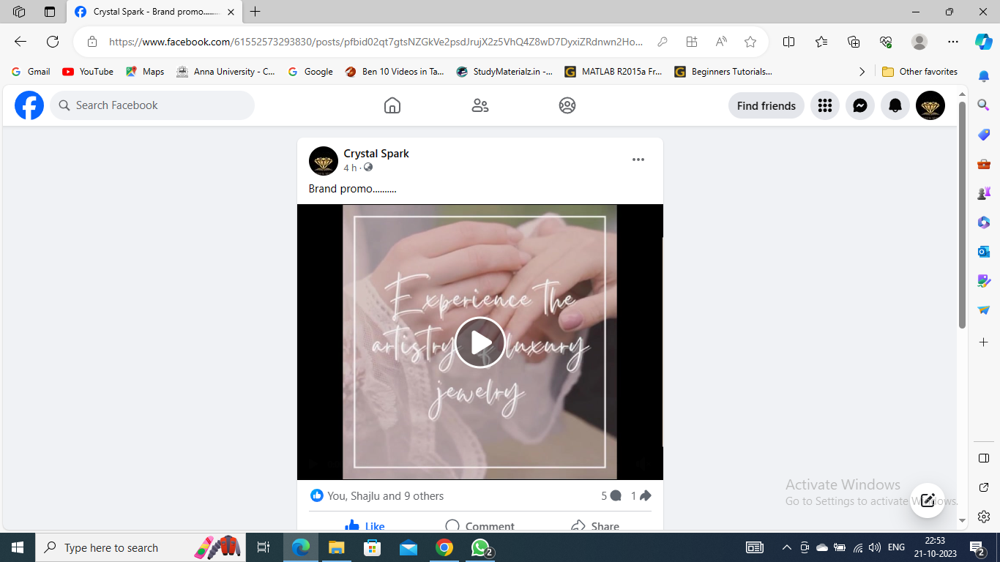 Crystal Spark - Brand promo.........
https://www.facebook.com/61552573293830/posts/pfbid02qt7gtsNZGkVe2psdJrujX2z5VhQ4Z8wD7DyxiZRdnwn2Ho...
Gmail YouTube Maps Anna University - C... Google Ben 10 Videos in Ta... StudyMaterialz.in -... MATLAB R2015a Fr... Beginners Tutorials... Other favorites
Search Facebook
Find friends
Crystal Spark
4 h ·
Brand promo..........
Experience the
artistry of luxury
jewelry
You, Shajlu and 9 others 5 1
Like Comment Share
Activate Windows
Go to Settings to activate Windows.
Type here to search
2
ENG
22:53
21-10-2023
2